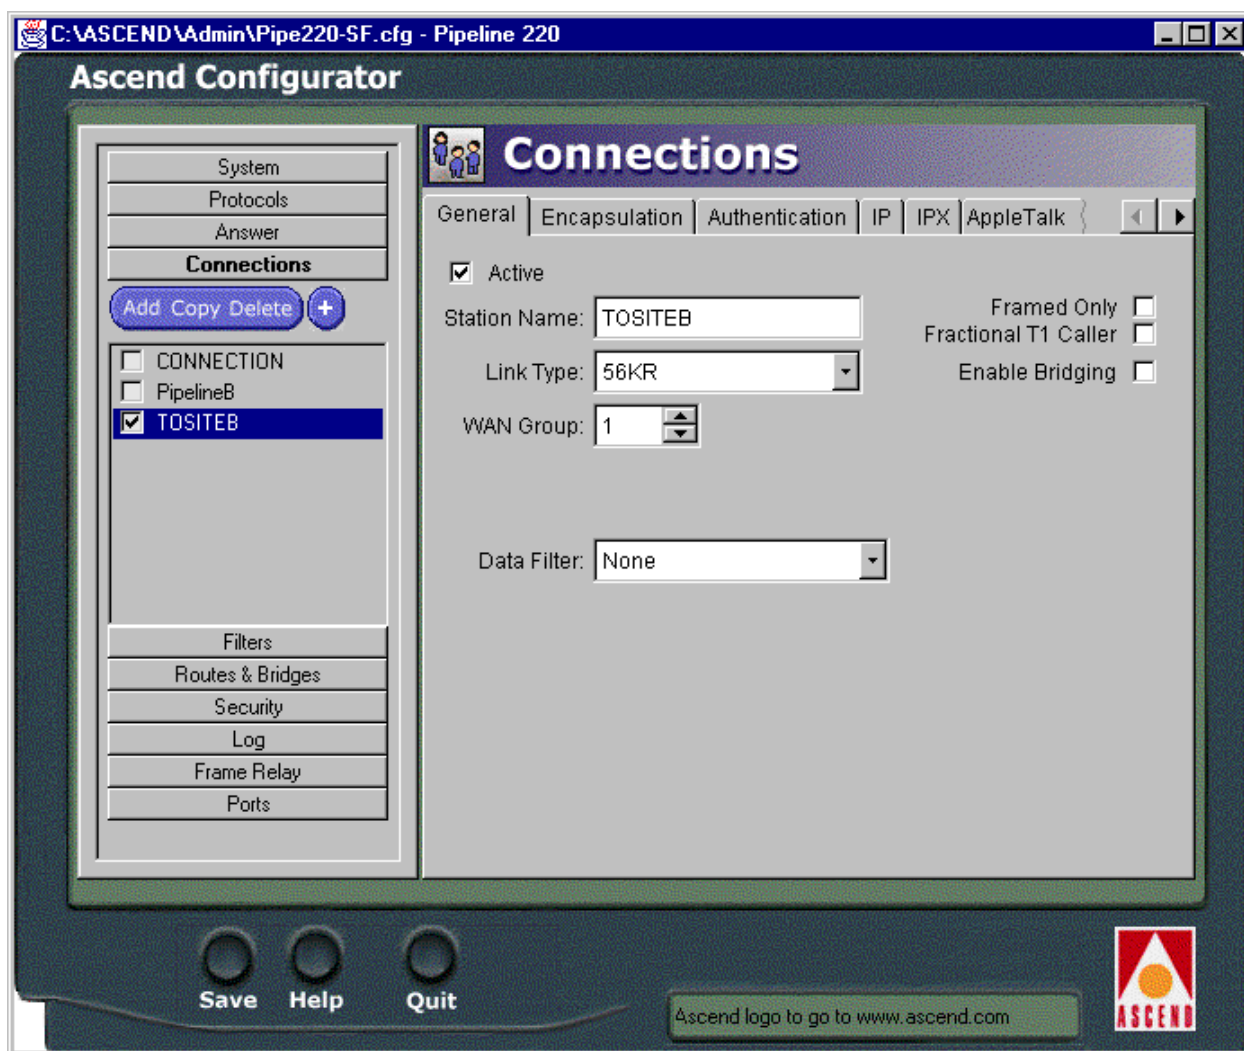 C:\ASCEND\Admin\Pipe220-SF.cfg - Pipeline 220
Ascend Configurator
System
Protocols
Answer
Connections
Add Copy Delete +
CONNECTION
PipelineB
TOSITEB
Filters
Routes & Bridges
Security
Log
Frame Relay
Ports
Connections
General Encapsulation Authentication IP IPX AppleTalk
Active
Station Name: TOSITEB
Link Type: 56KR
WAN Group: 1
Data Filter: None
Framed Only
Fractional T1 Caller
Enable Bridging
Save Help Quit
Ascend logo to go to www.ascend.com
ASCEND